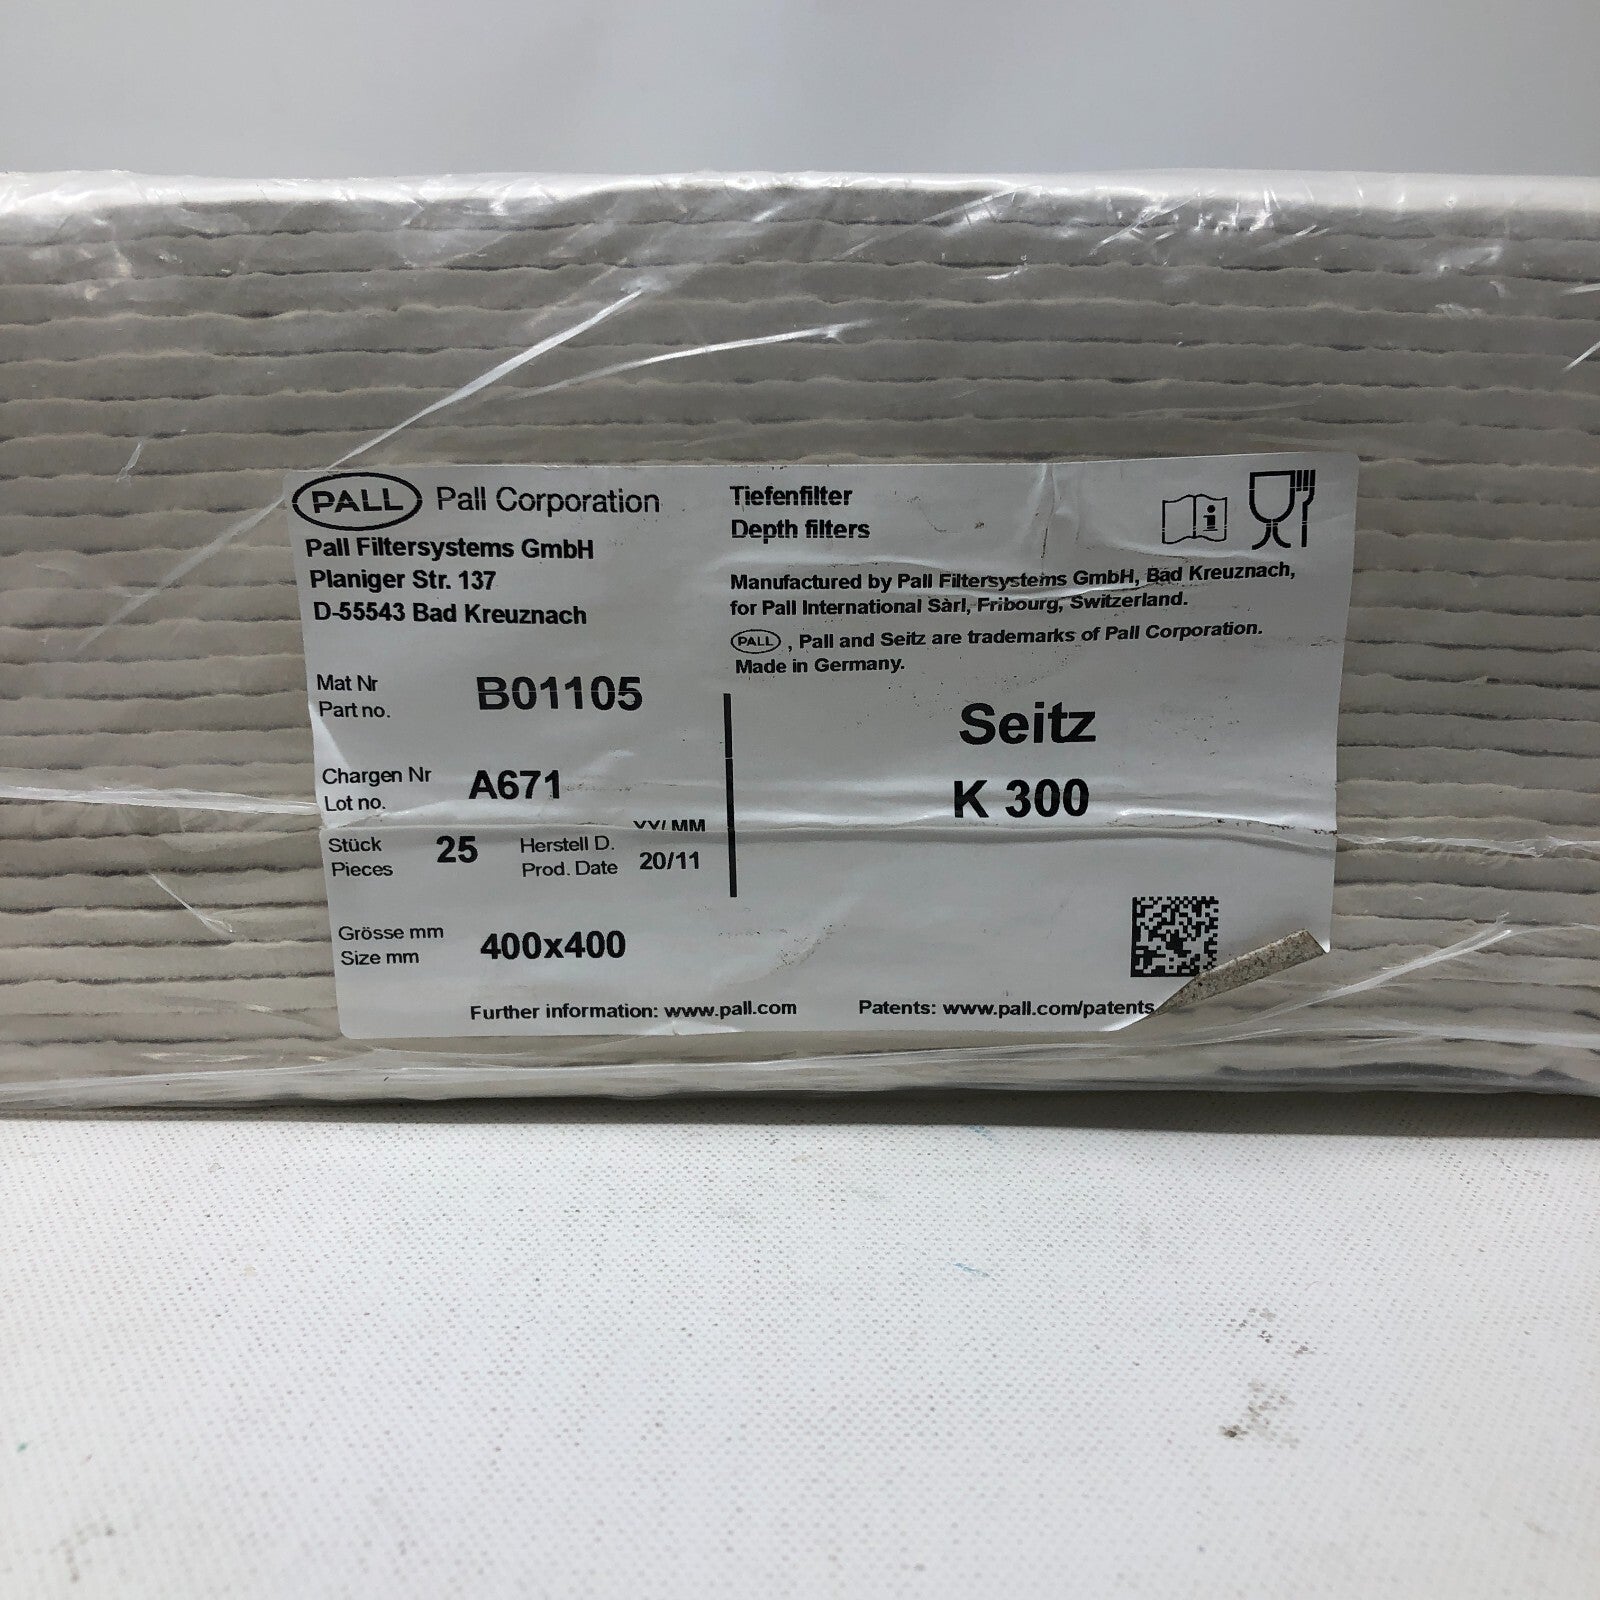 PALL Pall Corporation
Pall Filtersystems GmbH
Planiger Str. 137
D-55543 Bad Kreuznach
Tiefenfilter
Depth filters
Manufactured by Pall Filtersystems GmbH, Bad Kreuznach,
for Pall International Sàrl, Fribourg, Switzerland.
PALL , Pall and Seitz are trademarks of Pall Corporation.
Made in Germany.
Mat Nr
Part no. B01105
Chargen Nr
Lot no. A671
Stück
Pieces 25
YY/ MM
Herstell D.
Prod. Date 20/11
Grösse mm
Size mm 400x400
Seitz
K 300
Further information: www.pall.com
Patents: www.pall.com/patents